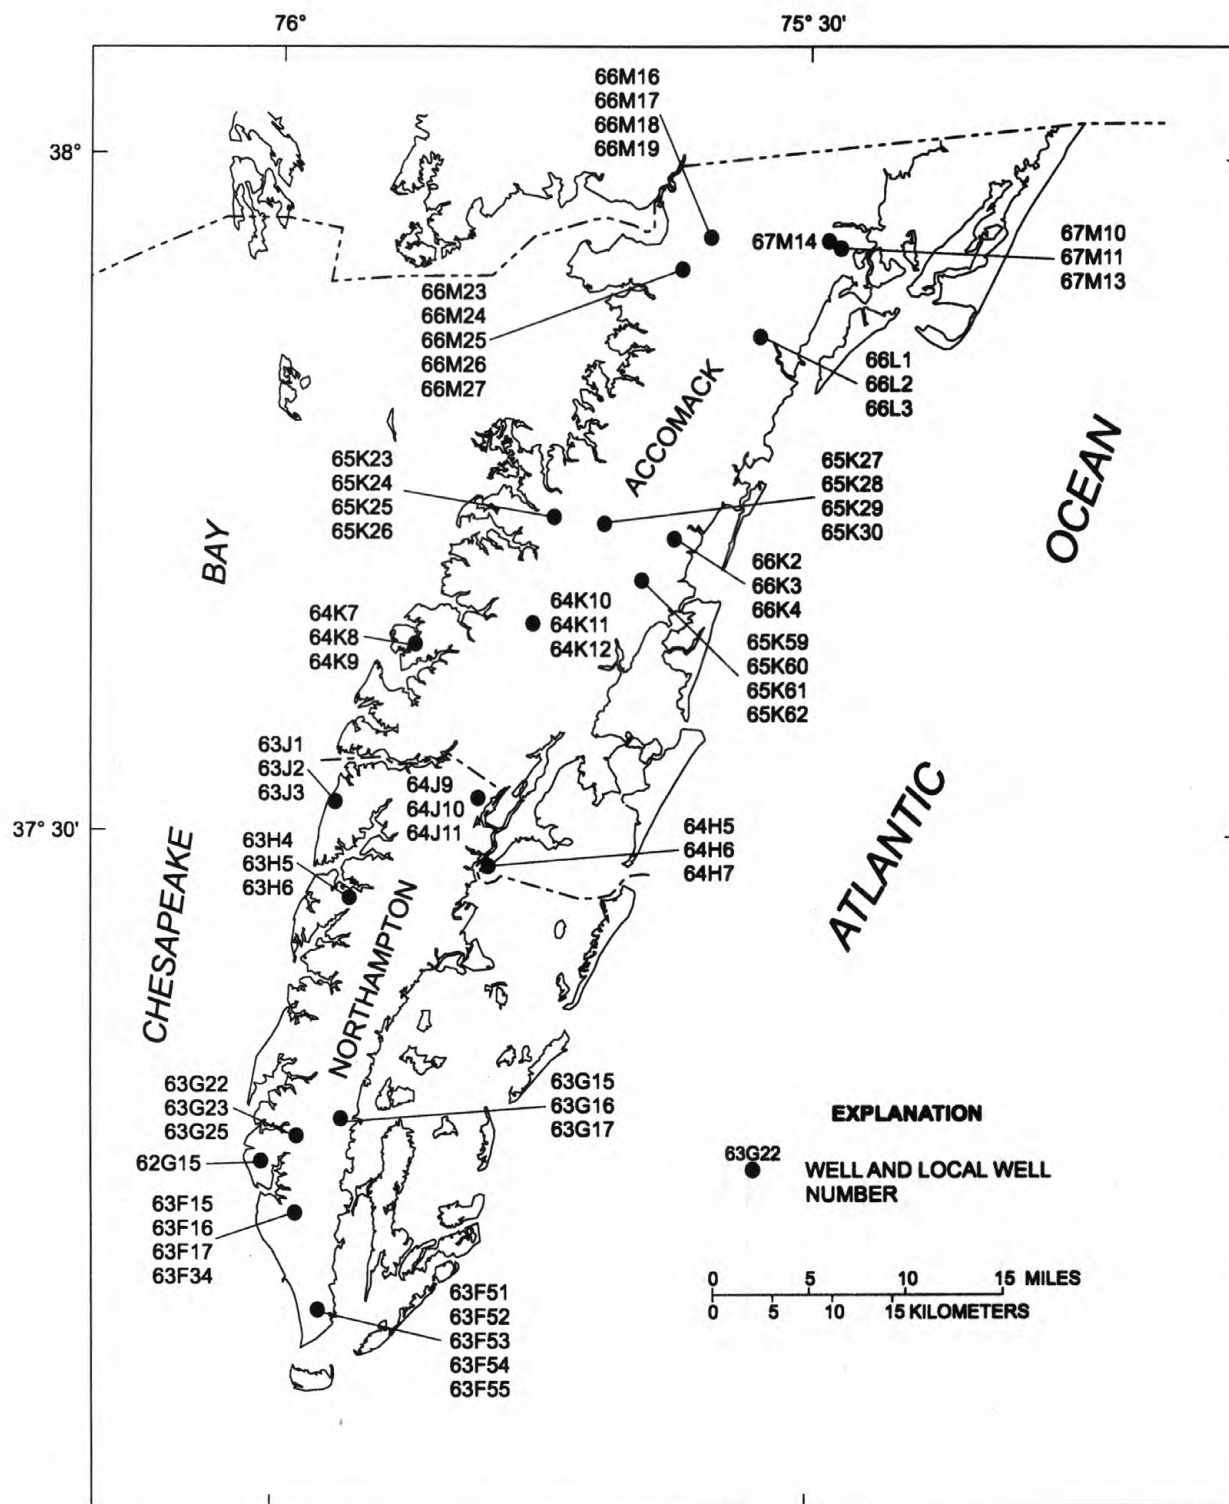 76°
75° 30'
38°
37° 30'
66M16
66M17
66M18
66M19
67M14
67M10
67M11
67M13
66M23
66M24
66M25
66M26
66M27
66L1
66L2
66L3
ACCOMACK
65K23
65K24
65K25
65K26
65K27
65K28
65K29
65K30
OCEAN
BAY
66K2
66K3
66K4
64K10
64K11
64K12
64K7
64K8
64K9
65K59
65K60
65K61
65K62
63J1
63J2
63J3
64J9
64J10
64J11
ATLANTIC
64H5
64H6
64H7
63H4
63H5
63H6
CHESAPEAKE
NORTHAMPTON
63G22
63G23
63G25
63G15
63G16
63G17
62G15
63F15
63F16
63F17
63F34
63F51
63F52
63F53
63F54
63F55
EXPLANATION
63G22
WELL AND LOCAL WELL
NUMBER
0 5 10 15 MILES
0 5 10 15 KILOMETERS